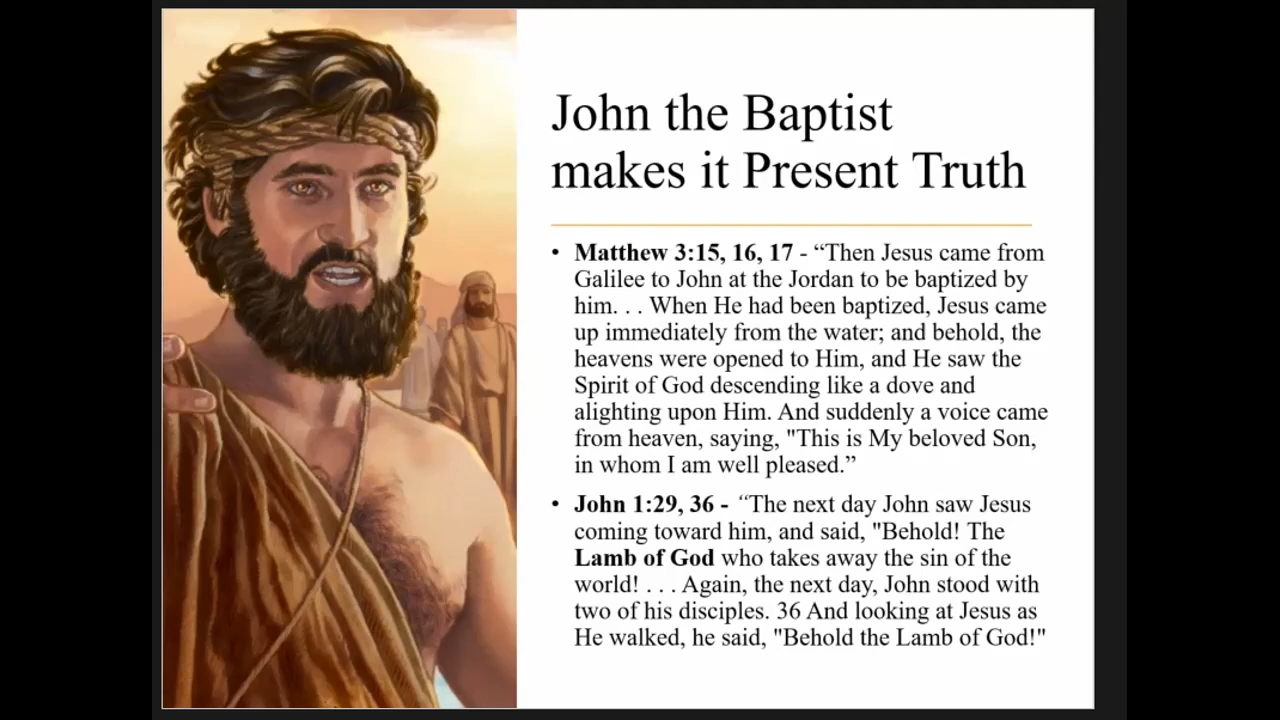 John the Baptist
makes it Present Truth
• Matthew 3:15, 16, 17 - “Then Jesus came from
Galilee to John at the Jordan to be baptized by
him. . . When He had been baptized, Jesus came
up immediately from the water; and behold, the
heavens were opened to Him, and He saw the
Spirit of God descending like a dove and
alighting upon Him. And suddenly a voice came
from heaven, saying, "This is My beloved Son,
in whom I am well pleased.”
• John 1:29, 36 - “The next day John saw Jesus
coming toward him, and said, "Behold! The
Lamb of God who takes away the sin of the
world! . . . Again, the next day, John stood with
two of his disciples. 36 And looking at Jesus as
He walked, he said, "Behold the Lamb of God!"